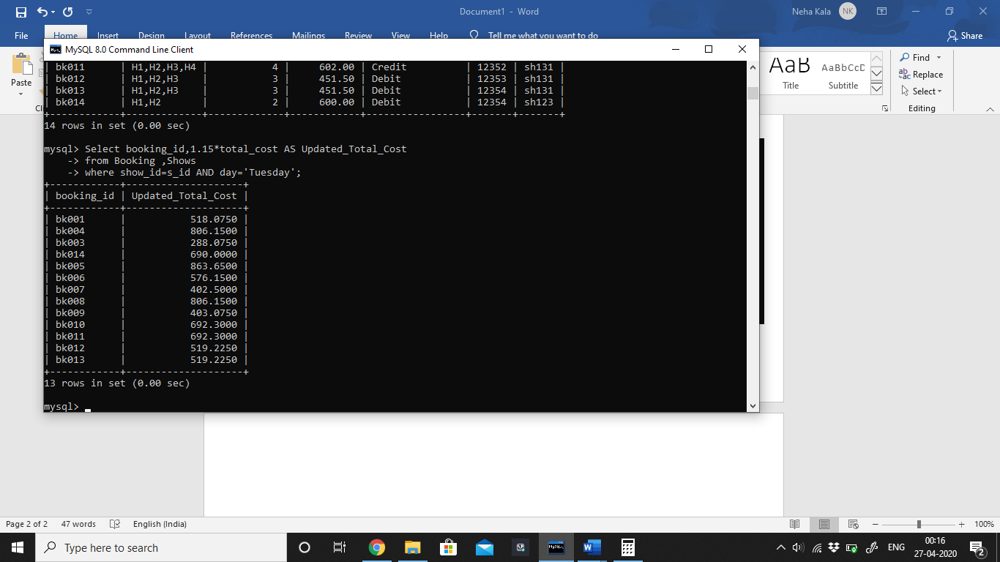 Document1 - Word
Neha Kala
NK
File Home Insert Design Layout References Mailings Review View Help Tell me what you want to do Share
MySQL 8.0 Command Line Client
Paste
AaB AaBbCcD
Title Subtitle
Find
Replace
Select
Editing
| bk011 | H1,H2,H3,H4 | 4 | 602.00 | Credit | 12352 | sh131 |
| bk012 | H1,H2,H3 | 3 | 451.50 | Debit | 12353 | sh131 |
| bk013 | H1,H2,H3 | 3 | 451.50 | Debit | 12354 | sh131 |
| bk014 | H1,H2 | 2 | 600.00 | Debit | 12354 | sh123 |
+------------+-------------+-------------+------------+-----------------+-------+-------+
14 rows in set (0.00 sec)
mysql> Select booking_id,1.15*total_cost AS Updated_Total_Cost
-> from Booking ,Shows
-> where show_id=s_id AND day='Tuesday';
+------------+--------------------+
| booking_id | Updated_Total_Cost |
+------------+--------------------+
| bk001 | 518.0750 |
| bk004 | 806.1500 |
| bk003 | 288.0750 |
| bk014 | 690.0000 |
| bk005 | 863.6500 |
| bk006 | 576.1500 |
| bk007 | 402.5000 |
| bk008 | 806.1500 |
| bk009 | 403.0750 |
| bk010 | 692.3000 |
| bk011 | 692.3000 |
| bk012 | 519.2250 |
| bk013 | 519.2250 |
+------------+--------------------+
13 rows in set (0.00 sec)
mysql>
Page 2 of 2 47 words English (India) 100%
Type here to search
ENG
00:16
27-04-2020
2